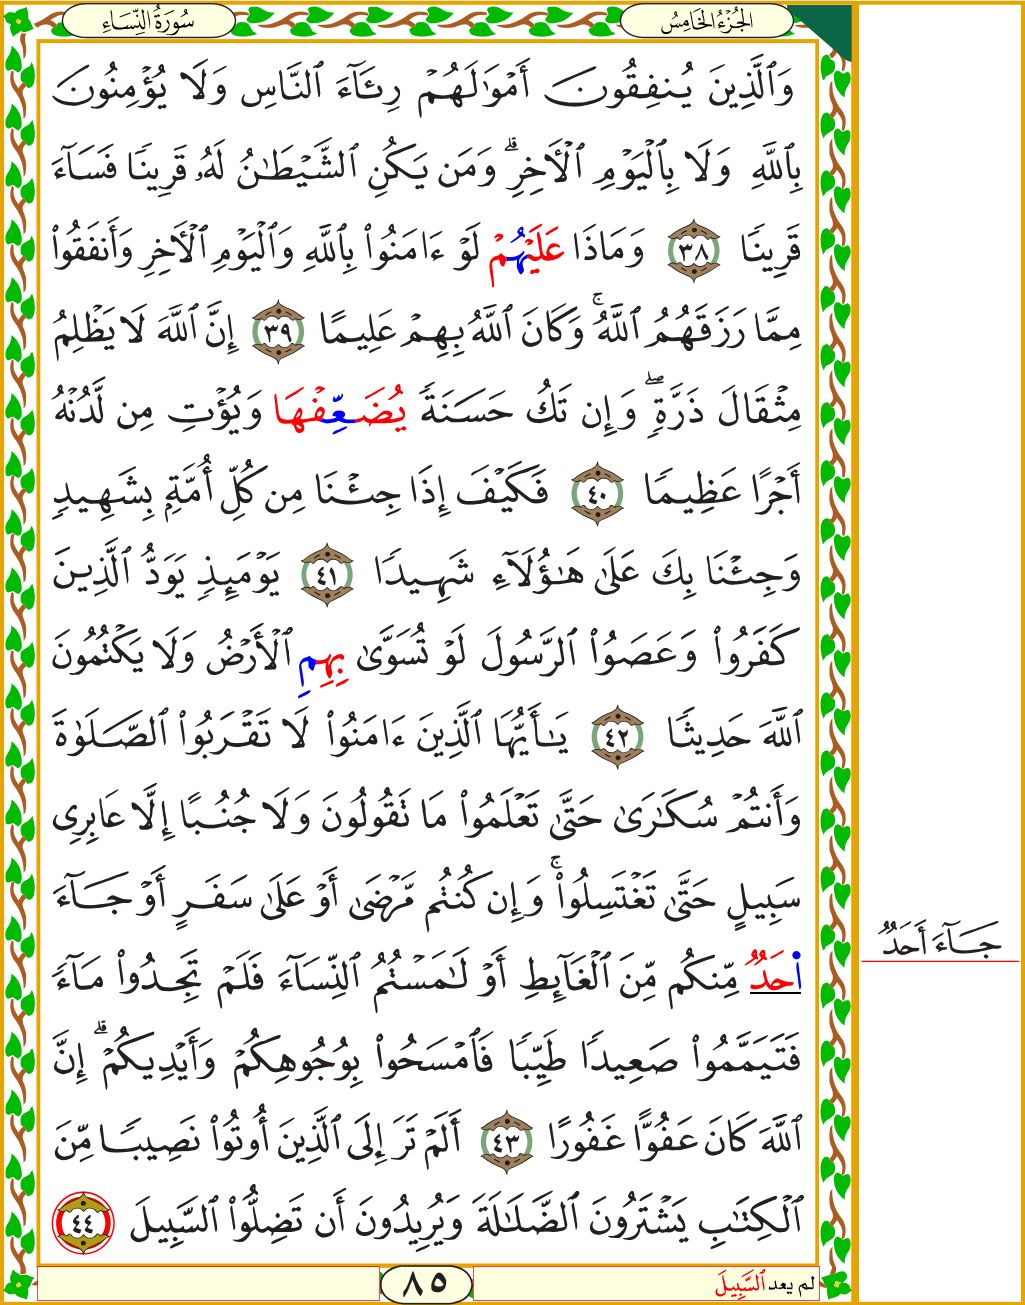 سُورَةُ النِّسَاءِ
الجُزْءُ الخَامِسُ
وَٱلَّذِينَ يُنفِقُونَ أَمْوَٰلَهُمْ رِئَآءَ ٱلنَّاسِ وَلَا يُؤْمِنُونَ
بِٱللَّهِ وَلَا بِٱلْيَوْمِ ٱلْأَخِرِ ۗ وَمَن يَكُنِ ٱلشَّيْطَٰنُ لَهُۥ قَرِينًا فَسَآءَ
قَرِينًا ٣٨ وَمَاذَا عَلَيْهُمْ لَوْ ءَامَنُوا۟ بِٱللَّهِ وَٱلْيَوْمِ ٱلْأَخِرِ وَأَنفَقُوا۟
مِمَّا رَزَقَهُمُ ٱللَّهُ ۚ وَكَانَ ٱللَّهُ بِهِمْ عَلِيمًا ٣٩ إِنَّ ٱللَّهَ لَا يَظْلِمُ
مِثْقَالَ ذَرَّةٍ ۖ وَإِن تَكُ حَسَنَةً يُضَعِّفْهَا وَيُؤْتِ مِن لَّدُنْهُ
أَجْرًا عَظِيمًا ٤٠ فَكَيْفَ إِذَا جِئْنَا مِن كُلِّ أُمَّةٍۭ بِشَهِيدٍ
وَجِئْنَا بِكَ عَلَىٰ هَٰٓؤُلَآءِ شَهِيدًا ٤١ يَوْمَئِذٍ يَوَدُّ ٱلَّذِينَ
كَفَرُوا۟ وَعَصَوُا۟ ٱلرَّسُولَ لَوْ تُسَوَّىٰ بِهِمِ ٱلْأَرْضُ وَلَا يَكْتُمُونَ
ٱللَّهَ حَدِيثًا ٤٢ يَٰٓأَيُّهَا ٱلَّذِينَ ءَامَنُوا۟ لَا تَقْرَبُوا۟ ٱلصَّلَوٰةَ
وَأَنتُمْ سُكَٰرَىٰ حَتَّىٰ تَعْلَمُوا۟ مَا تَقُولُونَ وَلَا جُنُبًا إِلَّا عَابِرِى
سَبِيلٍ حَتَّىٰ تَغْتَسِلُوا۟ ۚ وَإِن كُنتُم مَّرْضَىٰٓ أَوْ عَلَىٰ سَفَرٍ أَوْ جَآءَ
ا۬حَدٌ مِّنكُم مِّنَ ٱلْغَآئِطِ أَوْ لَٰمَسْتُمُ ٱلنِّسَآءَ فَلَمْ تَجِدُوا۟ مَآءً
فَتَيَمَّمُوا۟ صَعِيدًا طَيِّبًا فَٱمْسَحُوا۟ بِوُجُوهِكُمْ وَأَيْدِيكُمْ ۗ إِنَّ
ٱللَّهَ كَانَ عَفُوًّا غَفُورًا ٤٣ أَلَمْ تَرَ إِلَى ٱلَّذِينَ أُوتُوا۟ نَصِيبًا مِّنَ
ٱلْكِتَٰبِ يَشْتَرُونَ ٱلضَّلَٰلَةَ وَيُرِيدُونَ أَن تَضِلُّوا۟ ٱلسَّبِيلَ ٤٤
جَآءَ أَحَدٌ
لم يعد ٱلسَّبِيلَ
٨٥